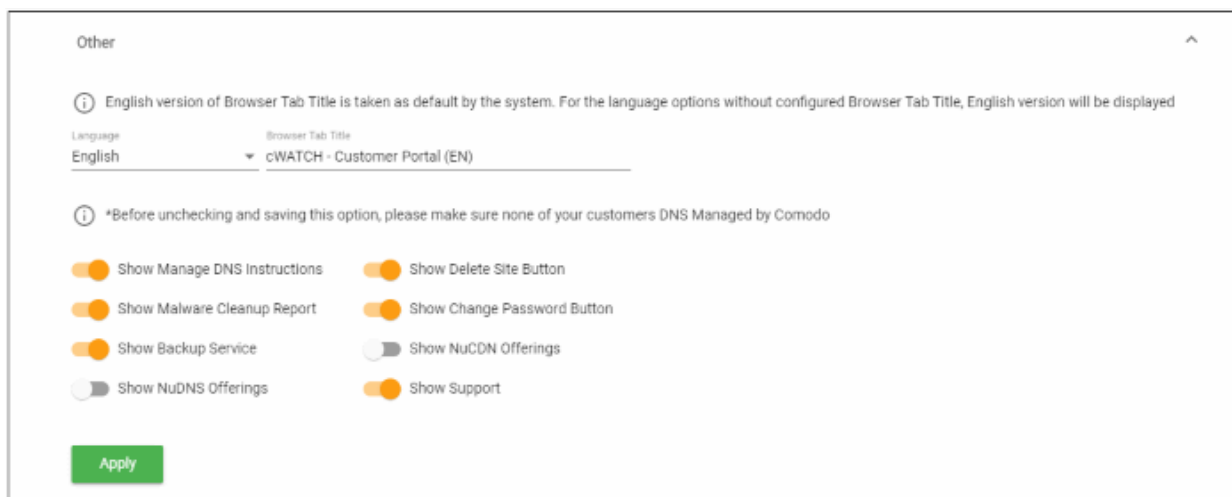 Other
English version of Browser Tab Title is taken as default by the system. For the language options without configured Browser Tab Title, English version will be displayed
Language
Browser Tab Title
English
cWATCH - Customer Portal (EN)
*Before unchecking and saving this option, please make sure none of your customers DNS Managed by Comodo
Show Manage DNS Instructions
Show Delete Site Button
Show Malware Cleanup Report
Show Change Password Button
Show Backup Service
Show NuCDN Offerings
Show NuDNS Offerings
Show Support
Apply